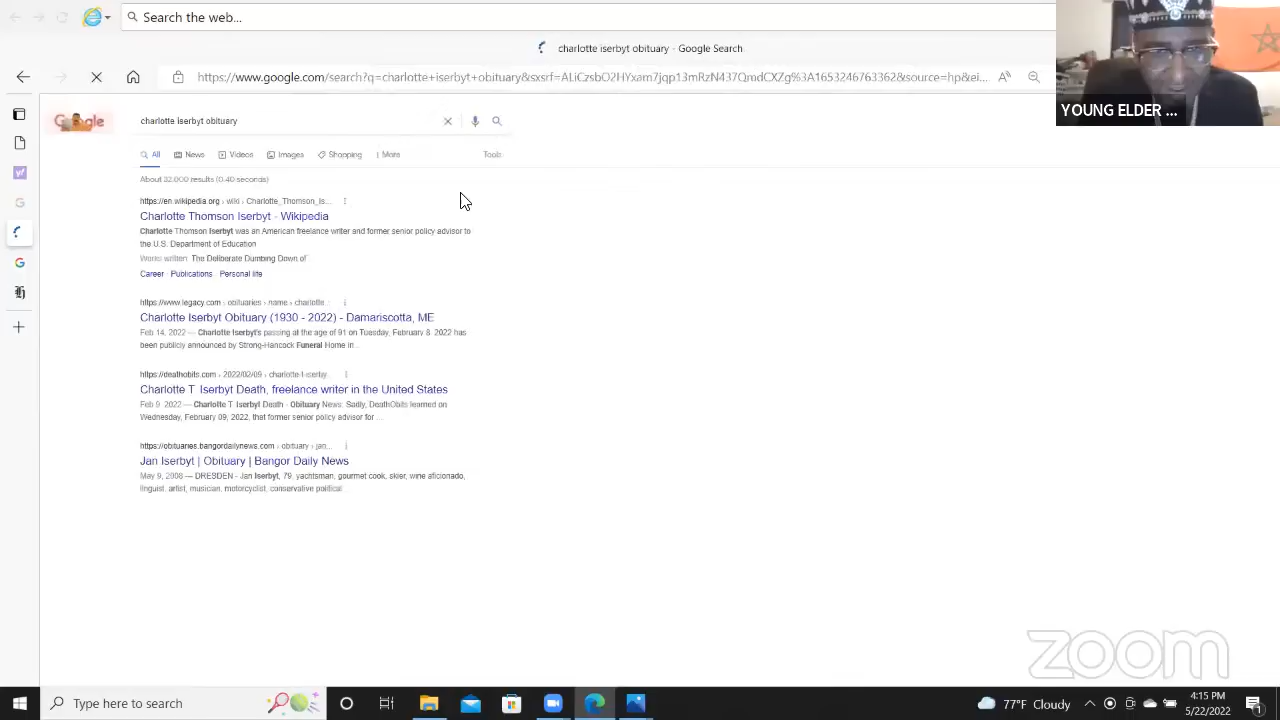 Search the web...
charlotte iserbyt obituary - Google Search
https://www.google.com/search?q=charlotte+iserbyt+obituary&sxsrf=ALiCzsbO2HYxam7jqp13mRzN437QmdCXZg%3A1653246763362&source=hp&ei...
YOUNG ELDER ...
Google
charlotte iserbyt obituary
All News Videos Images Shopping More Tools
About 32,000 results (0.40 seconds)
https://en.wikipedia.org › wiki › Charlotte_Thomson_Is...
Charlotte Thomson Iserbyt - Wikipedia
Charlotte Thomson Iserbyt was an American freelance writer and former senior policy advisor to
the U.S. Department of Education
Works written: The Deliberate Dumbing Down of
Career · Publications · Personal life
https://www.legacy.com › obituaries › name › charlotte...
Charlotte Iserbyt Obituary (1930 - 2022) - Damariscotta, ME
Feb 14, 2022 — Charlotte Iserbyt's passing at the age of 91 on Tuesday, February 8, 2022 has
been publicly announced by Strong-Hancock Funeral Home in...
https://deathobits.com › 2022/02/09 › charlotte-t-iserby...
Charlotte T. Iserbyt Death, freelance writer in the United States
Feb 9, 2022 — Charlotte T. Iserbyt Death - Obituary News: Sadly, DeathObits learned on
Wednesday, February 09, 2022, that former senior policy advisor for ...
https://obituaries.bangordailynews.com › obituary › jan...
Jan Iserbyt | Obituary | Bangor Daily News
May 9, 2008 — DRESDEN - Jan Iserbyt, 79, yachtsman, gourmet cook, skier, wine aficionado,
linguist, artist, musician, motorcyclist, conservative political
zoom
Type here to search
77°F Cloudy
4:15 PM
5/22/2022
1